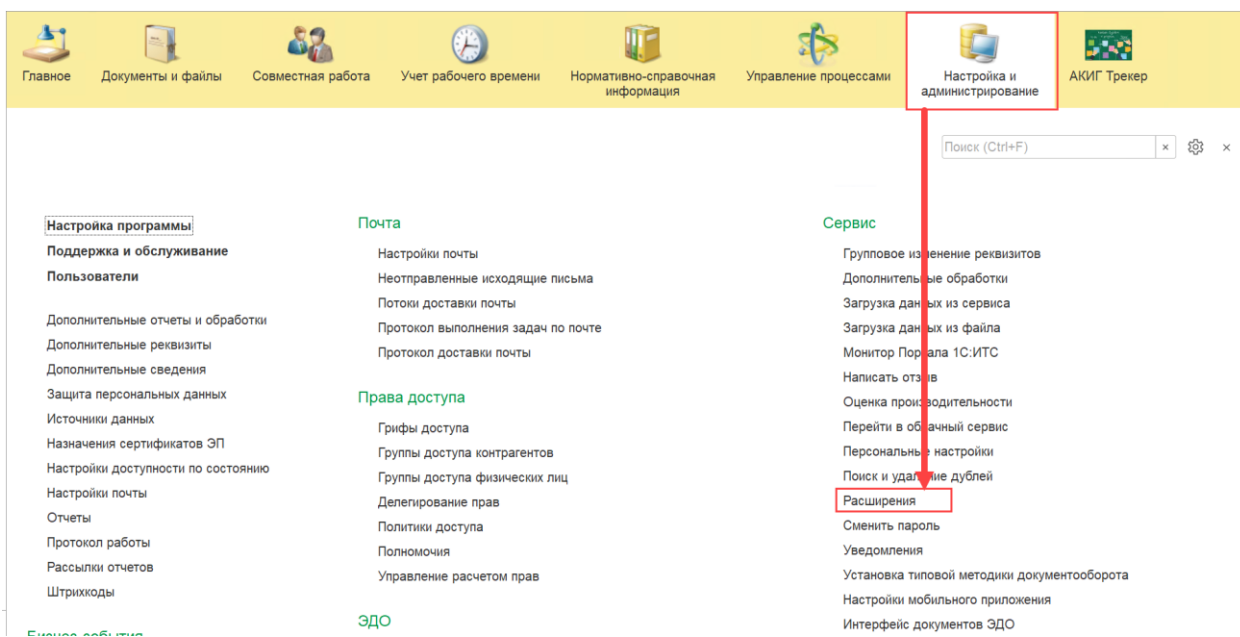 Главное
Документы и файлы
Совместная работа
Учет рабочего времени
Нормативно-справочная
информация
Управление процессами
Настройка и
администрирование
АКИГ Трекер
Поиск (Ctrl+F)
Настройка программы
Поддержка и обслуживание
Пользователи
Дополнительные отчеты и обработки
Дополнительные реквизиты
Дополнительные сведения
Защита персональных данных
Источники данных
Назначения сертификатов ЭП
Настройки доступности по состоянию
Настройки почты
Отчеты
Протокол работы
Рассылки отчетов
Штрихкоды
Бизнес-события
Почта
Настройки почты
Неотправленные исходящие письма
Потоки доставки почты
Протокол выполнения задач по почте
Протокол доставки почты
Права доступа
Грифы доступа
Группы доступа контрагентов
Группы доступа физических лиц
Делегирование прав
Политики доступа
Полномочия
Управление расчетом прав
ЭДО
Сервис
Групповое изменение реквизитов
Дополнительные обработки
Загрузка данных из сервиса
Загрузка данных из файла
Монитор Портала 1С:ИТС
Написать отзыв
Оценка производительности
Перейти в облачный сервис
Персональные настройки
Поиск и удаление дублей
Расширения
Сменить пароль
Уведомления
Установка типовой методики документооборота
Настройки мобильного приложения
Интерфейс документов ЭДО